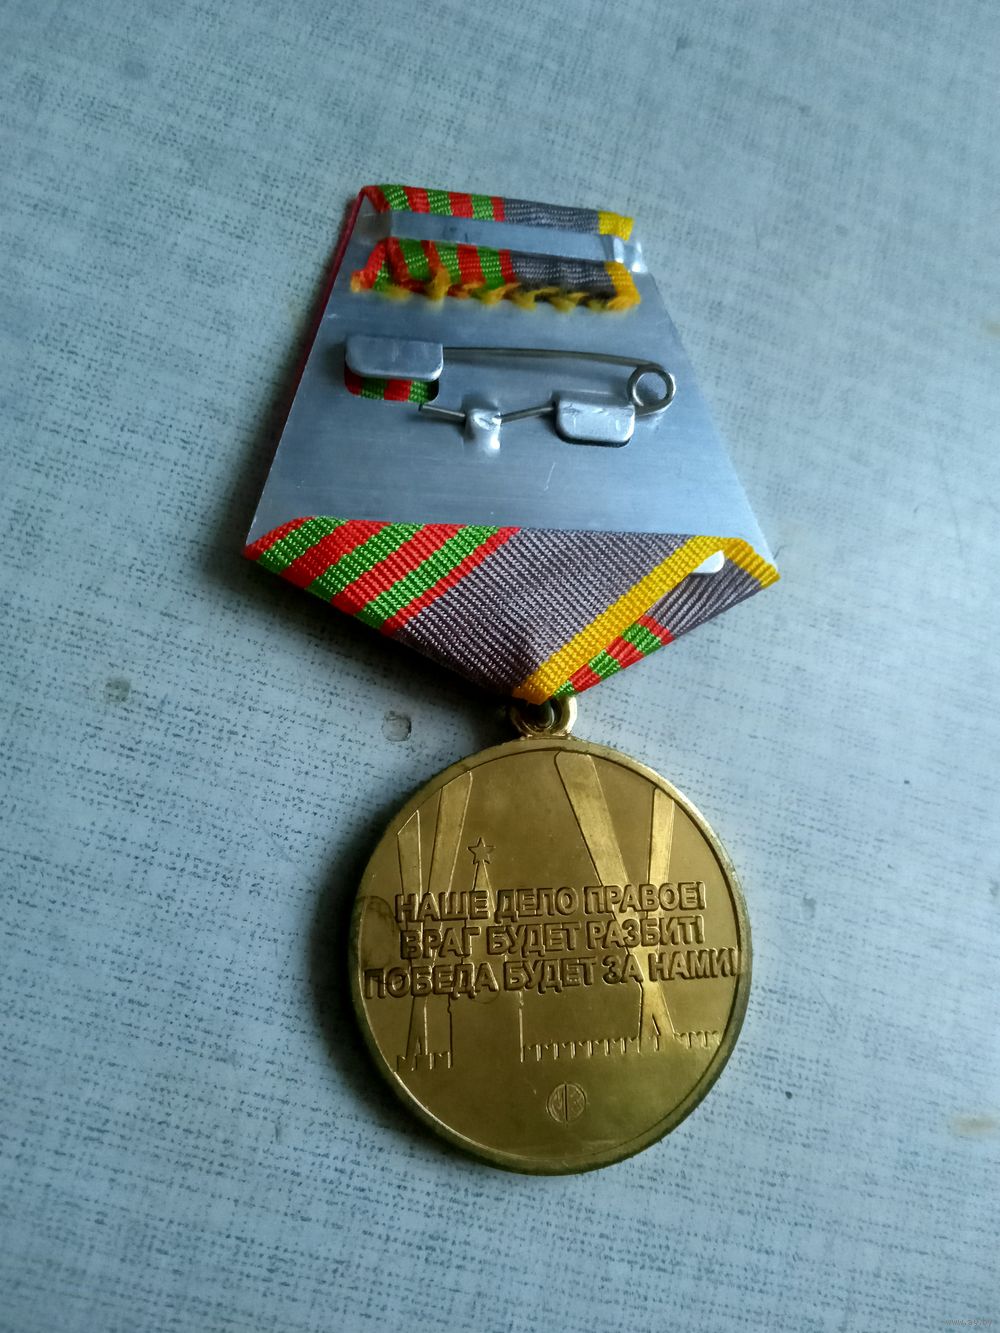 НАШЕ ДЕЛО ПРАВОЕ!
ВРАГ БУДЕТ РАЗБИТ!
ПОБЕДА БУДЕТ ЗА НАМИ!